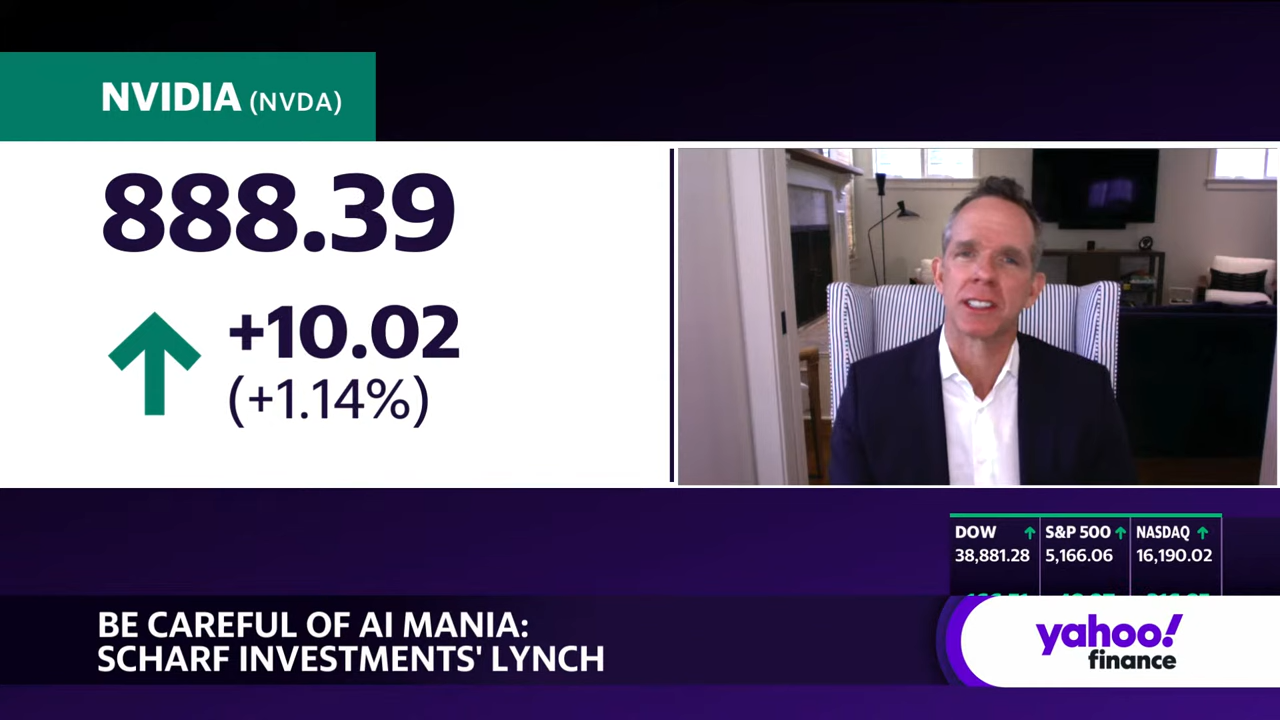 NVIDIA (NVDA)
888.39
+10.02
(+1.14%)
DOW
38,881.28
S&P 500
5,166.06
NASDAQ
16,190.02
BE CAREFUL OF AI MANIA:
SCHARF INVESTMENTS' LYNCH
yahoo!
finance